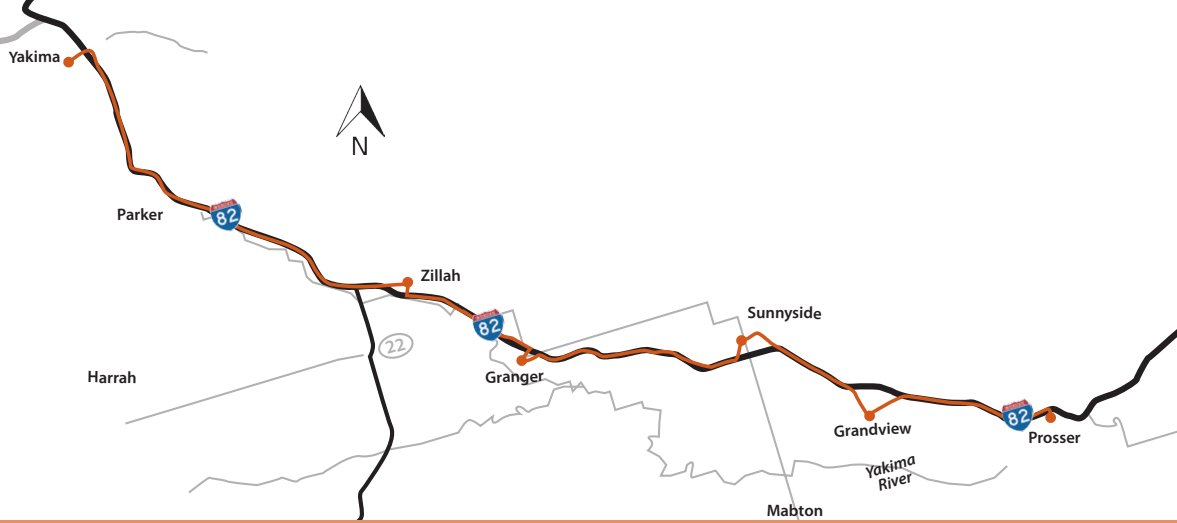 Yakima
N
Parker
82
Zillah
82
Sunnyside
22
Harrah
Granger
82
Grandview
Prosser
Yakima
River
Mabton